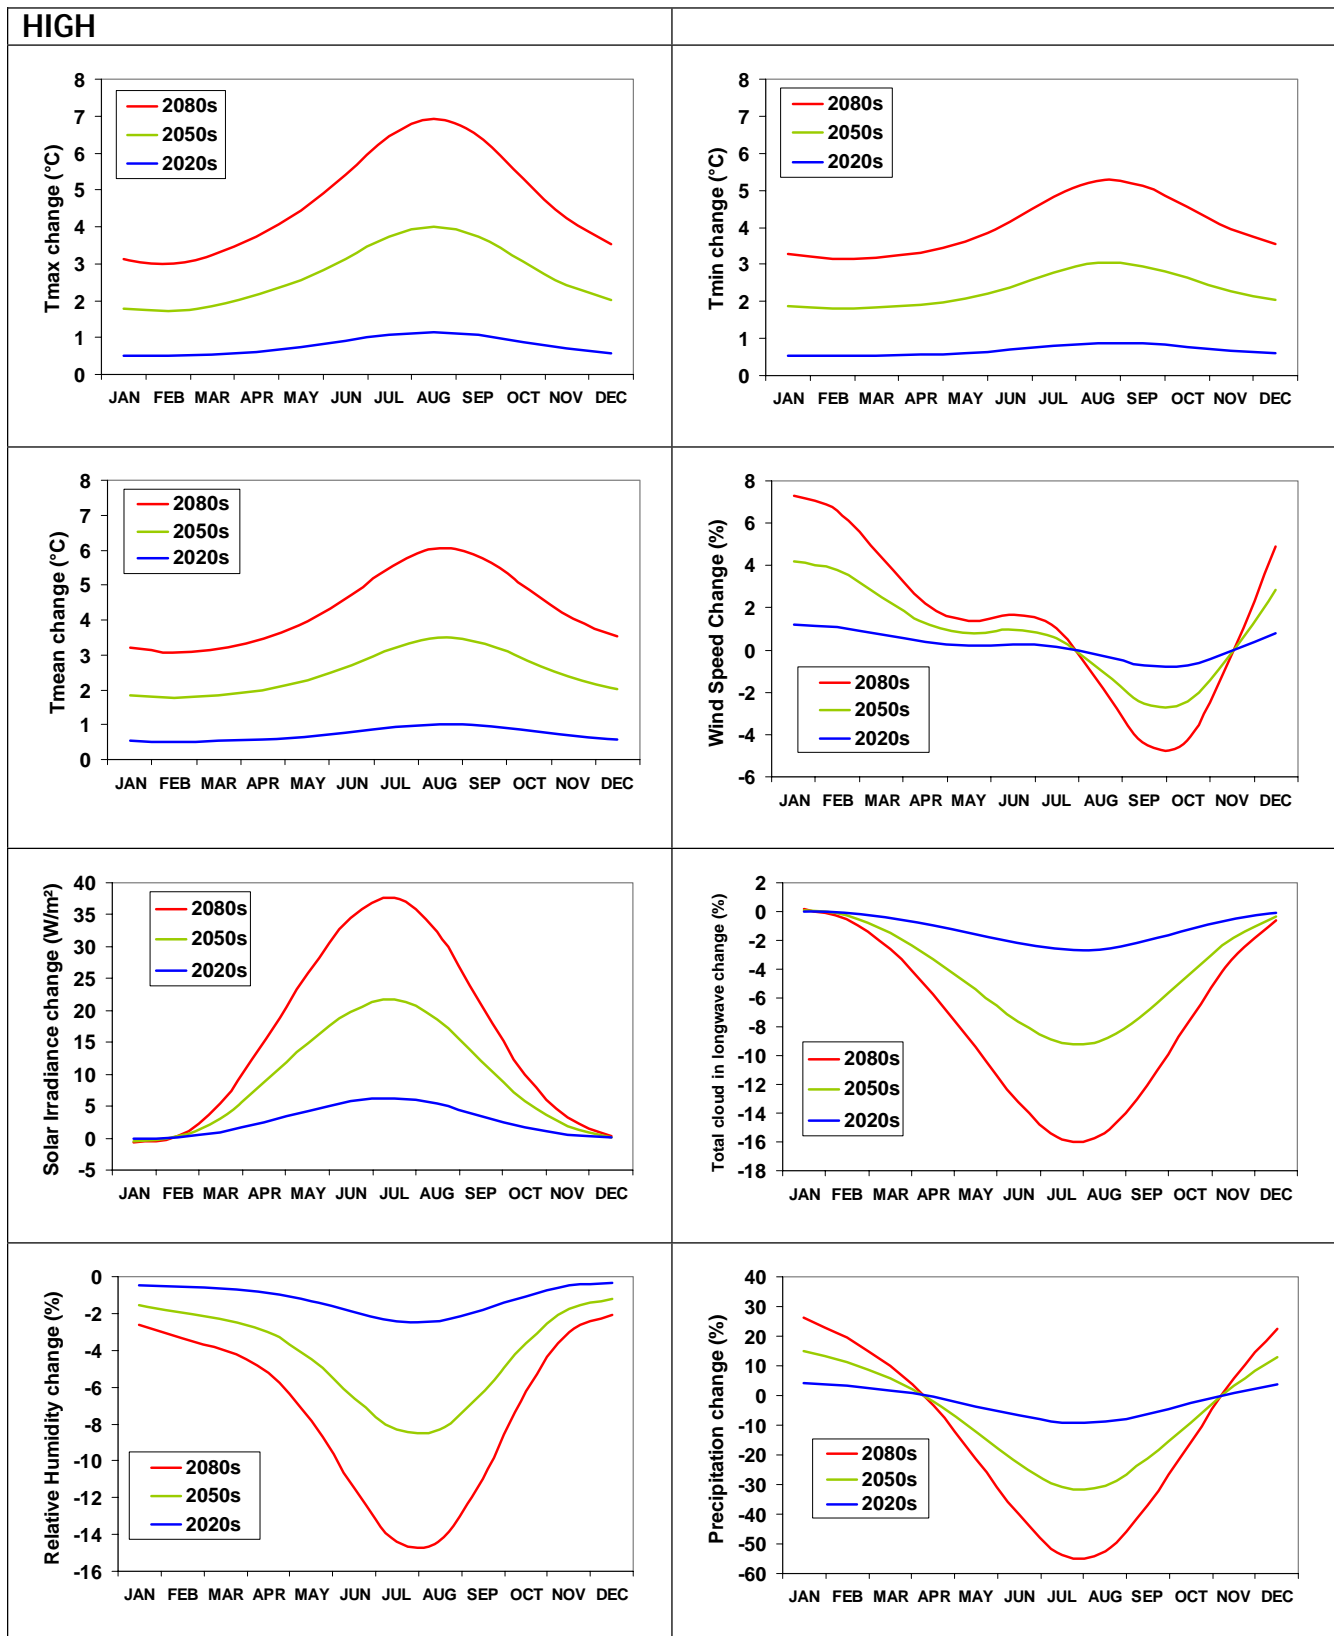 HIGH
Tmax change (°C)
8
7
6
5
4
3
2
1
0
2080s
2050s
2020s
JAN FEB MAR APR MAY JUN JUL AUG SEP OCT NOV DEC
Tmin change (°C)
8
7
6
5
4
3
2
1
0
2080s
2050s
2020s
JAN FEB MAR APR MAY JUN JUL AUG SEP OCT NOV DEC
Tmean change (°C)
8
7
6
5
4
3
2
1
0
2080s
2050s
2020s
JAN FEB MAR APR MAY JUN JUL AUG SEP OCT NOV DEC
Wind Speed Change (%)
8
6
4
2
0
-2
-4
-6
2080s
2050s
2020s
JAN FEB MAR APR MAY JUN JUL AUG SEP OCT NOV DEC
Solar Irradiance change (W/m²)
40
35
30
25
20
15
10
5
0
-5
2080s
2050s
2020s
JAN FEB MAR APR MAY JUN JUL AUG SEP OCT NOV DEC
Total cloud in longwave change (%)
2
0
-2
-4
-6
-8
-10
-12
-14
-16
-18
2080s
2050s
2020s
JAN FEB MAR APR MAY JUN JUL AUG SEP OCT NOV DEC
Relative Humidity change (%)
0
-2
-4
-6
-8
-10
-12
-14
-16
2080s
2050s
2020s
JAN FEB MAR APR MAY JUN JUL AUG SEP OCT NOV DEC
Precipitation change (%)
40
30
20
10
0
-10
-20
-30
-40
-50
-60
2080s
2050s
2020s
JAN FEB MAR APR MAY JUN JUL AUG SEP OCT NOV DEC